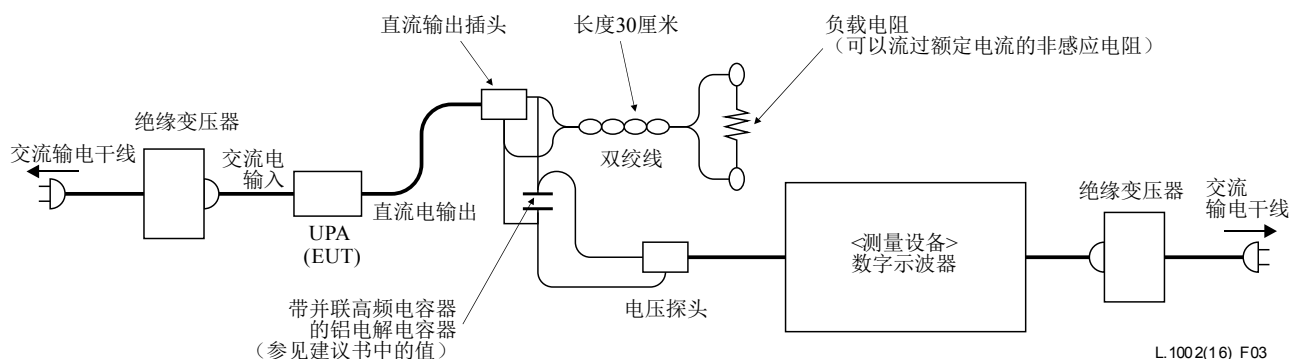 直流输出插头
长度30厘米
负载电阻
（可以流过额定电流的非感应电阻）
绝缘变压器
交流输电干线
交流电
输入
双绞线
直流电输出
UPA
(EUT)
绝缘变压器
交流
输电干线
<测量设备>
数字示波器
电压探头
带并联高频电容器
的铝电解电容器
（参见建议书中的值）
L.1002(16)_F03